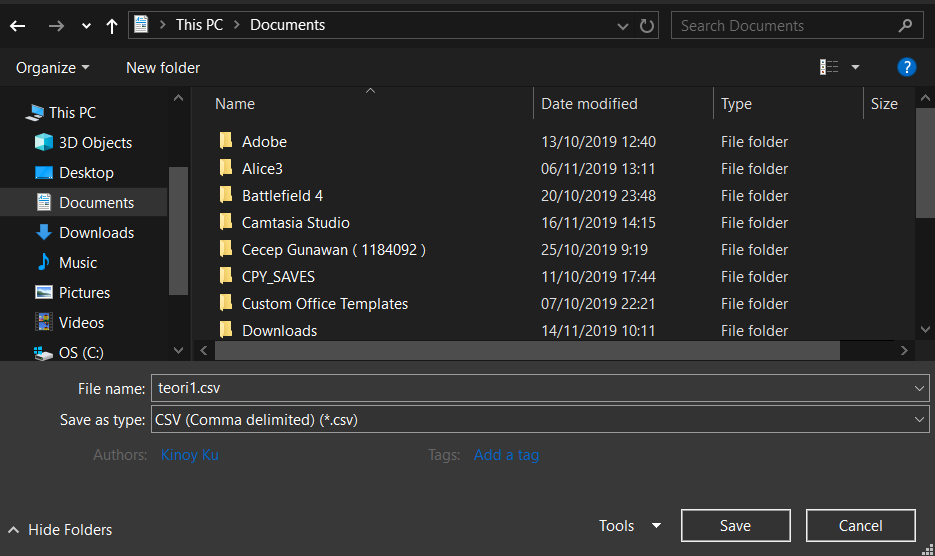 This PC > Documents
Search Documents
Organize
New folder
?
Name
Date modified
Type
Size
This PC
3D Objects
Desktop
Documents
Downloads
Music
Pictures
Videos
OS (C:)
Adobe 13/10/2019 12:40 File folder
Alice3 06/11/2019 13:11 File folder
Battlefield 4 20/10/2019 23:48 File folder
Camtasia Studio 16/11/2019 14:15 File folder
Cecep Gunawan ( 1184092 ) 25/10/2019 9:19 File folder
CPY_SAVES 11/10/2019 17:44 File folder
Custom Office Templates 07/10/2019 22:21 File folder
Downloads 14/11/2019 10:11 File folder
File name: teori1.csv
Save as type: CSV (Comma delimited) (*.csv)
Authors: Kinoy Ku
Tags: Add a tag
Hide Folders
Tools
Save
Cancel